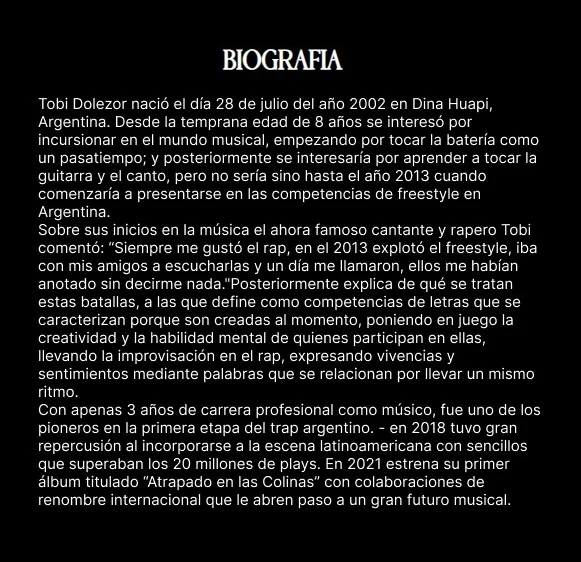 BIOGRAFIA
Tobi Dolezor nació el día 28 de julio del año 2002 en Dina Huapi,
Argentina. Desde la temprana edad de 8 años se interesó por
incursionar en el mundo musical, empezando por tocar la batería como
un pasatiempo; y posteriormente se interesaría por aprender a tocar la
guitarra y el canto, pero no sería sino hasta el año 2013 cuando
comenzaría a presentarse en las competencias de freestyle en
Argentina.
Sobre sus inicios en la música el ahora famoso cantante y rapero Tobi
comentó: “Siempre me gustó el rap, en el 2013 explotó el freestyle, iba
con mis amigos a escucharlas y un día me llamaron, ellos me habían
anotado sin decirme nada."Posteriormente explica de qué se tratan
estas batallas, a las que define como competencias de letras que se
caracterizan porque son creadas al momento, poniendo en juego la
creatividad y la habilidad mental de quienes participan en ellas,
llevando la improvisación en el rap, expresando vivencias y
sentimientos mediante palabras que se relacionan por llevar un mismo
ritmo.
Con apenas 3 años de carrera profesional como músico, fue uno de los
pioneros en la primera etapa del trap argentino. - en 2018 tuvo gran
repercusión al incorporarse a la escena latinoamericana con sencillos
que superaban los 20 millones de plays. En 2021 estrena su primer
álbum titulado “Atrapado en las Colinas” con colaboraciones de
renombre internacional que le abren paso a un gran futuro musical.